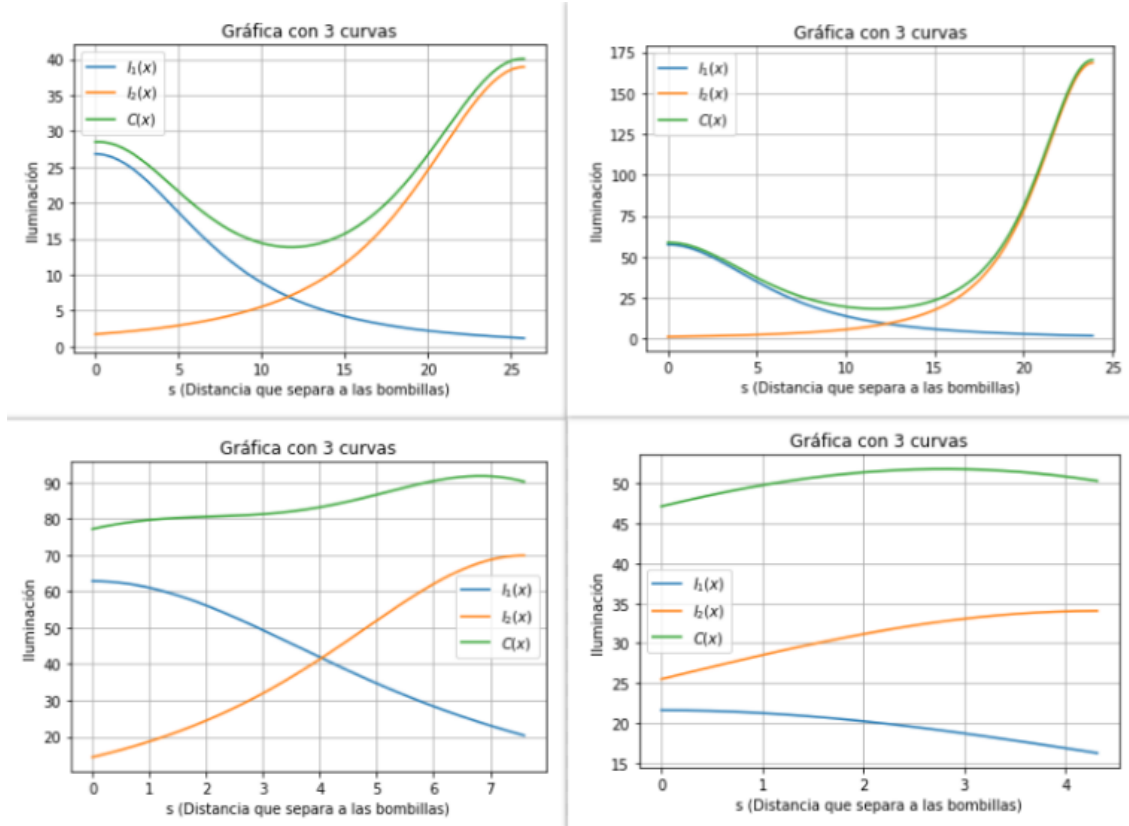 Gráfica con 3 curvas
40
35
30
25
20
15
10
5
0
Iluminación
I₁(x)
I₂(x)
C(x)
0 5 10 15 20 25
s (Distancia que separa a las bombillas)
Gráfica con 3 curvas
175
150
125
100
75
50
25
0
Iluminación
I₁(x)
I₂(x)
C(x)
0 5 10 15 20 25
s (Distancia que separa a las bombillas)
Gráfica con 3 curvas
90
80
70
60
50
40
30
20
Iluminación
I₁(x)
I₂(x)
C(x)
0 1 2 3 4 5 6 7
s (Distancia que separa a las bombillas)
Gráfica con 3 curvas
50
45
40
35
30
25
20
15
Iluminación
I₁(x)
I₂(x)
C(x)
0 1 2 3 4
s (Distancia que separa a las bombillas)